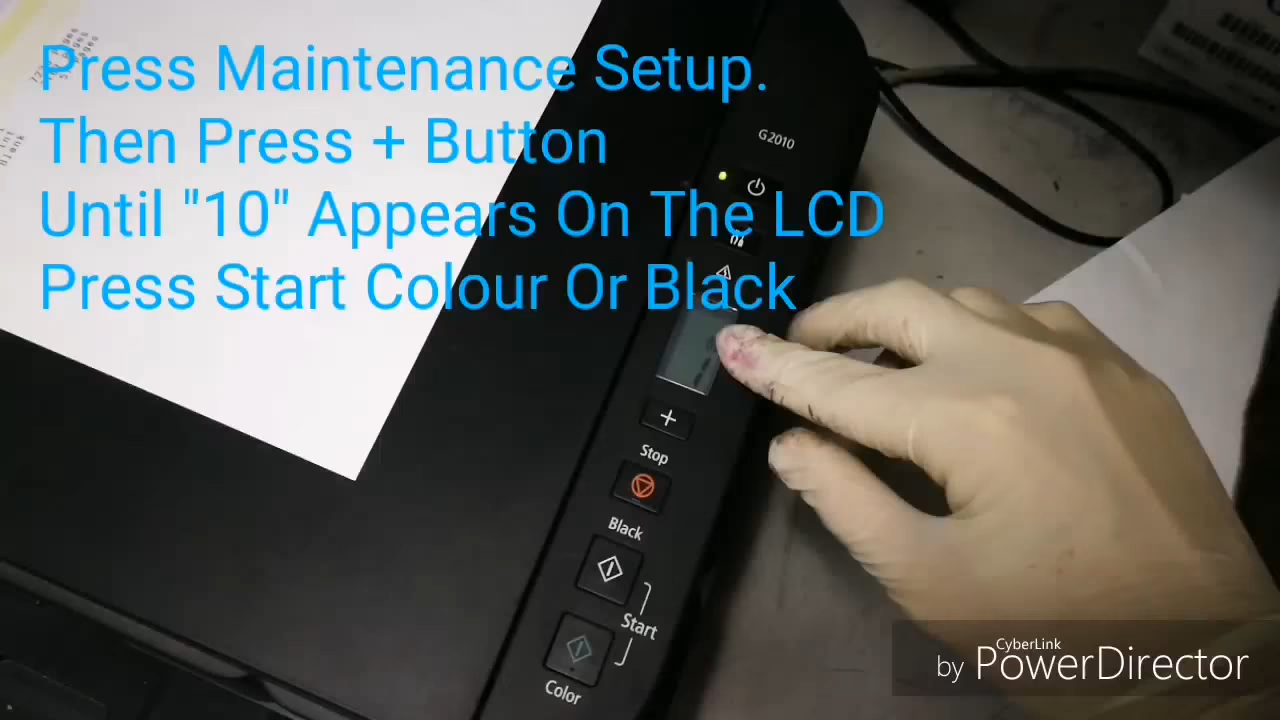 Press Maintenance Setup.
Then Press + Button
Until "10" Appears On The LCD
Press Start Colour Or Black
G2010
+
Stop
Black
Start
Color
by CyberLink PowerDirector